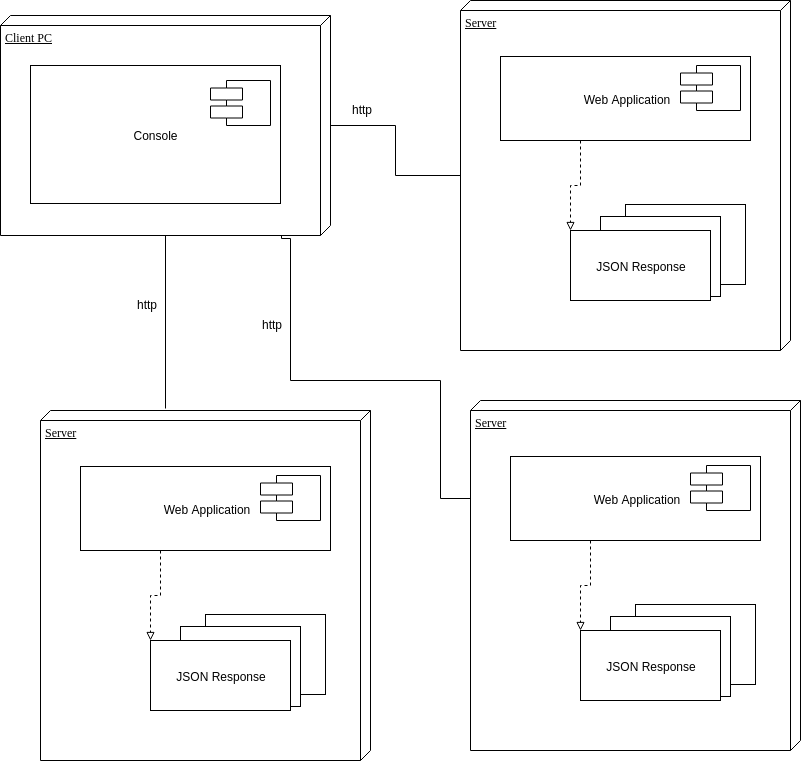 Client PC
Console
http
Server
Web Application
JSON Response
http
http
Server
Web Application
JSON Response
Server
Web Application
JSON Response